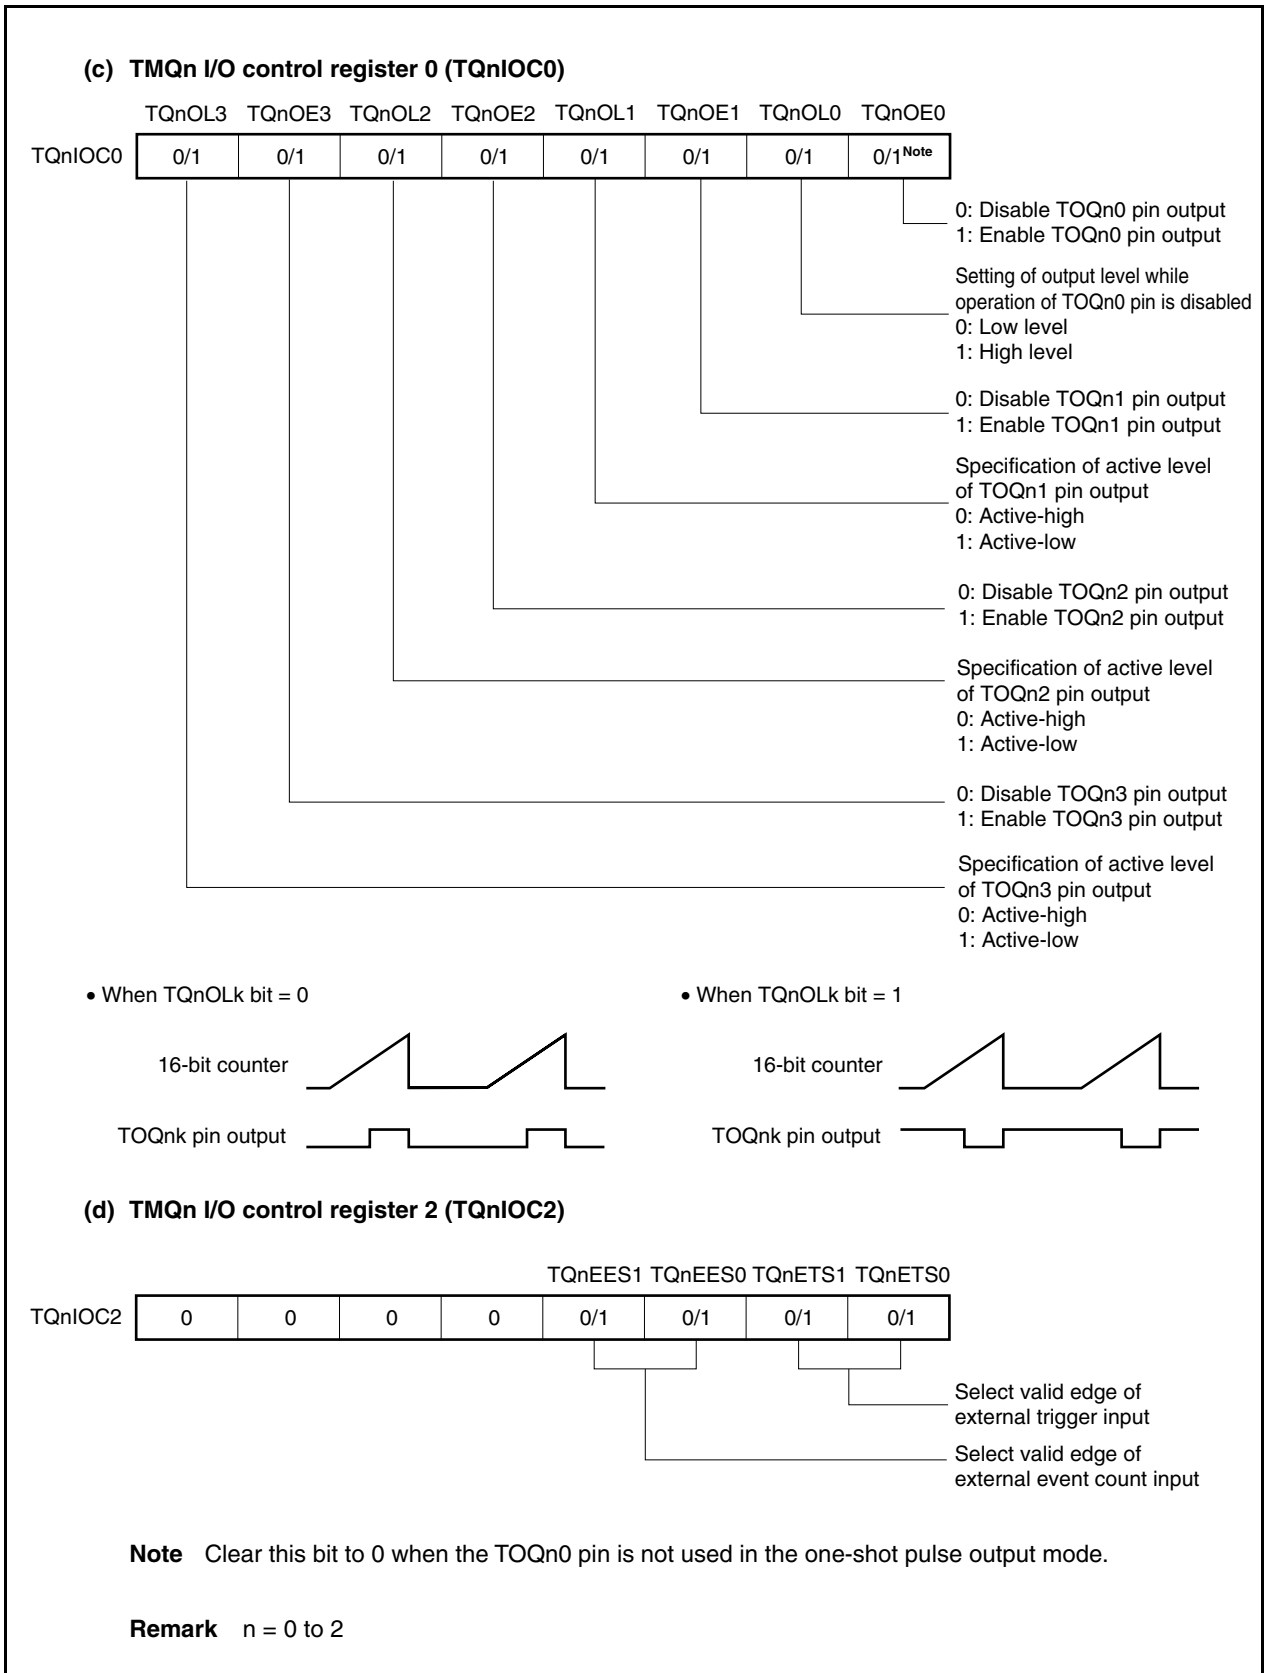 (c) TMQn I/O control register 0 (TQnIOC0)
TQnOL3 TQnOE3 TQnOL2 TQnOE2 TQnOL1 TQnOE1 TQnOL0 TQnOE0
TQnIOC0 0/1 0/1 0/1 0/1 0/1 0/1 0/1 0/1Note
0: Disable TOQn0 pin output
1: Enable TOQn0 pin output
Setting of output level while
operation of TOQn0 pin is disabled
0: Low level
1: High level
0: Disable TOQn1 pin output
1: Enable TOQn1 pin output
Specification of active level
of TOQn1 pin output
0: Active-high
1: Active-low
0: Disable TOQn2 pin output
1: Enable TOQn2 pin output
Specification of active level
of TOQn2 pin output
0: Active-high
1: Active-low
0: Disable TOQn3 pin output
1: Enable TOQn3 pin output
Specification of active level
of TOQn3 pin output
0: Active-high
1: Active-low
• When TQnOLk bit = 0
16-bit counter
TOQnk pin output
• When TQnOLk bit = 1
16-bit counter
TOQnk pin output
(d) TMQn I/O control register 2 (TQnIOC2)
TQnEES1 TQnEES0 TQnETS1 TQnETS0
TQnIOC2 0 0 0 0 0/1 0/1 0/1 0/1
Select valid edge of
external trigger input
Select valid edge of
external event count input
Note Clear this bit to 0 when the TOQn0 pin is not used in the one-shot pulse output mode.
Remark n = 0 to 2